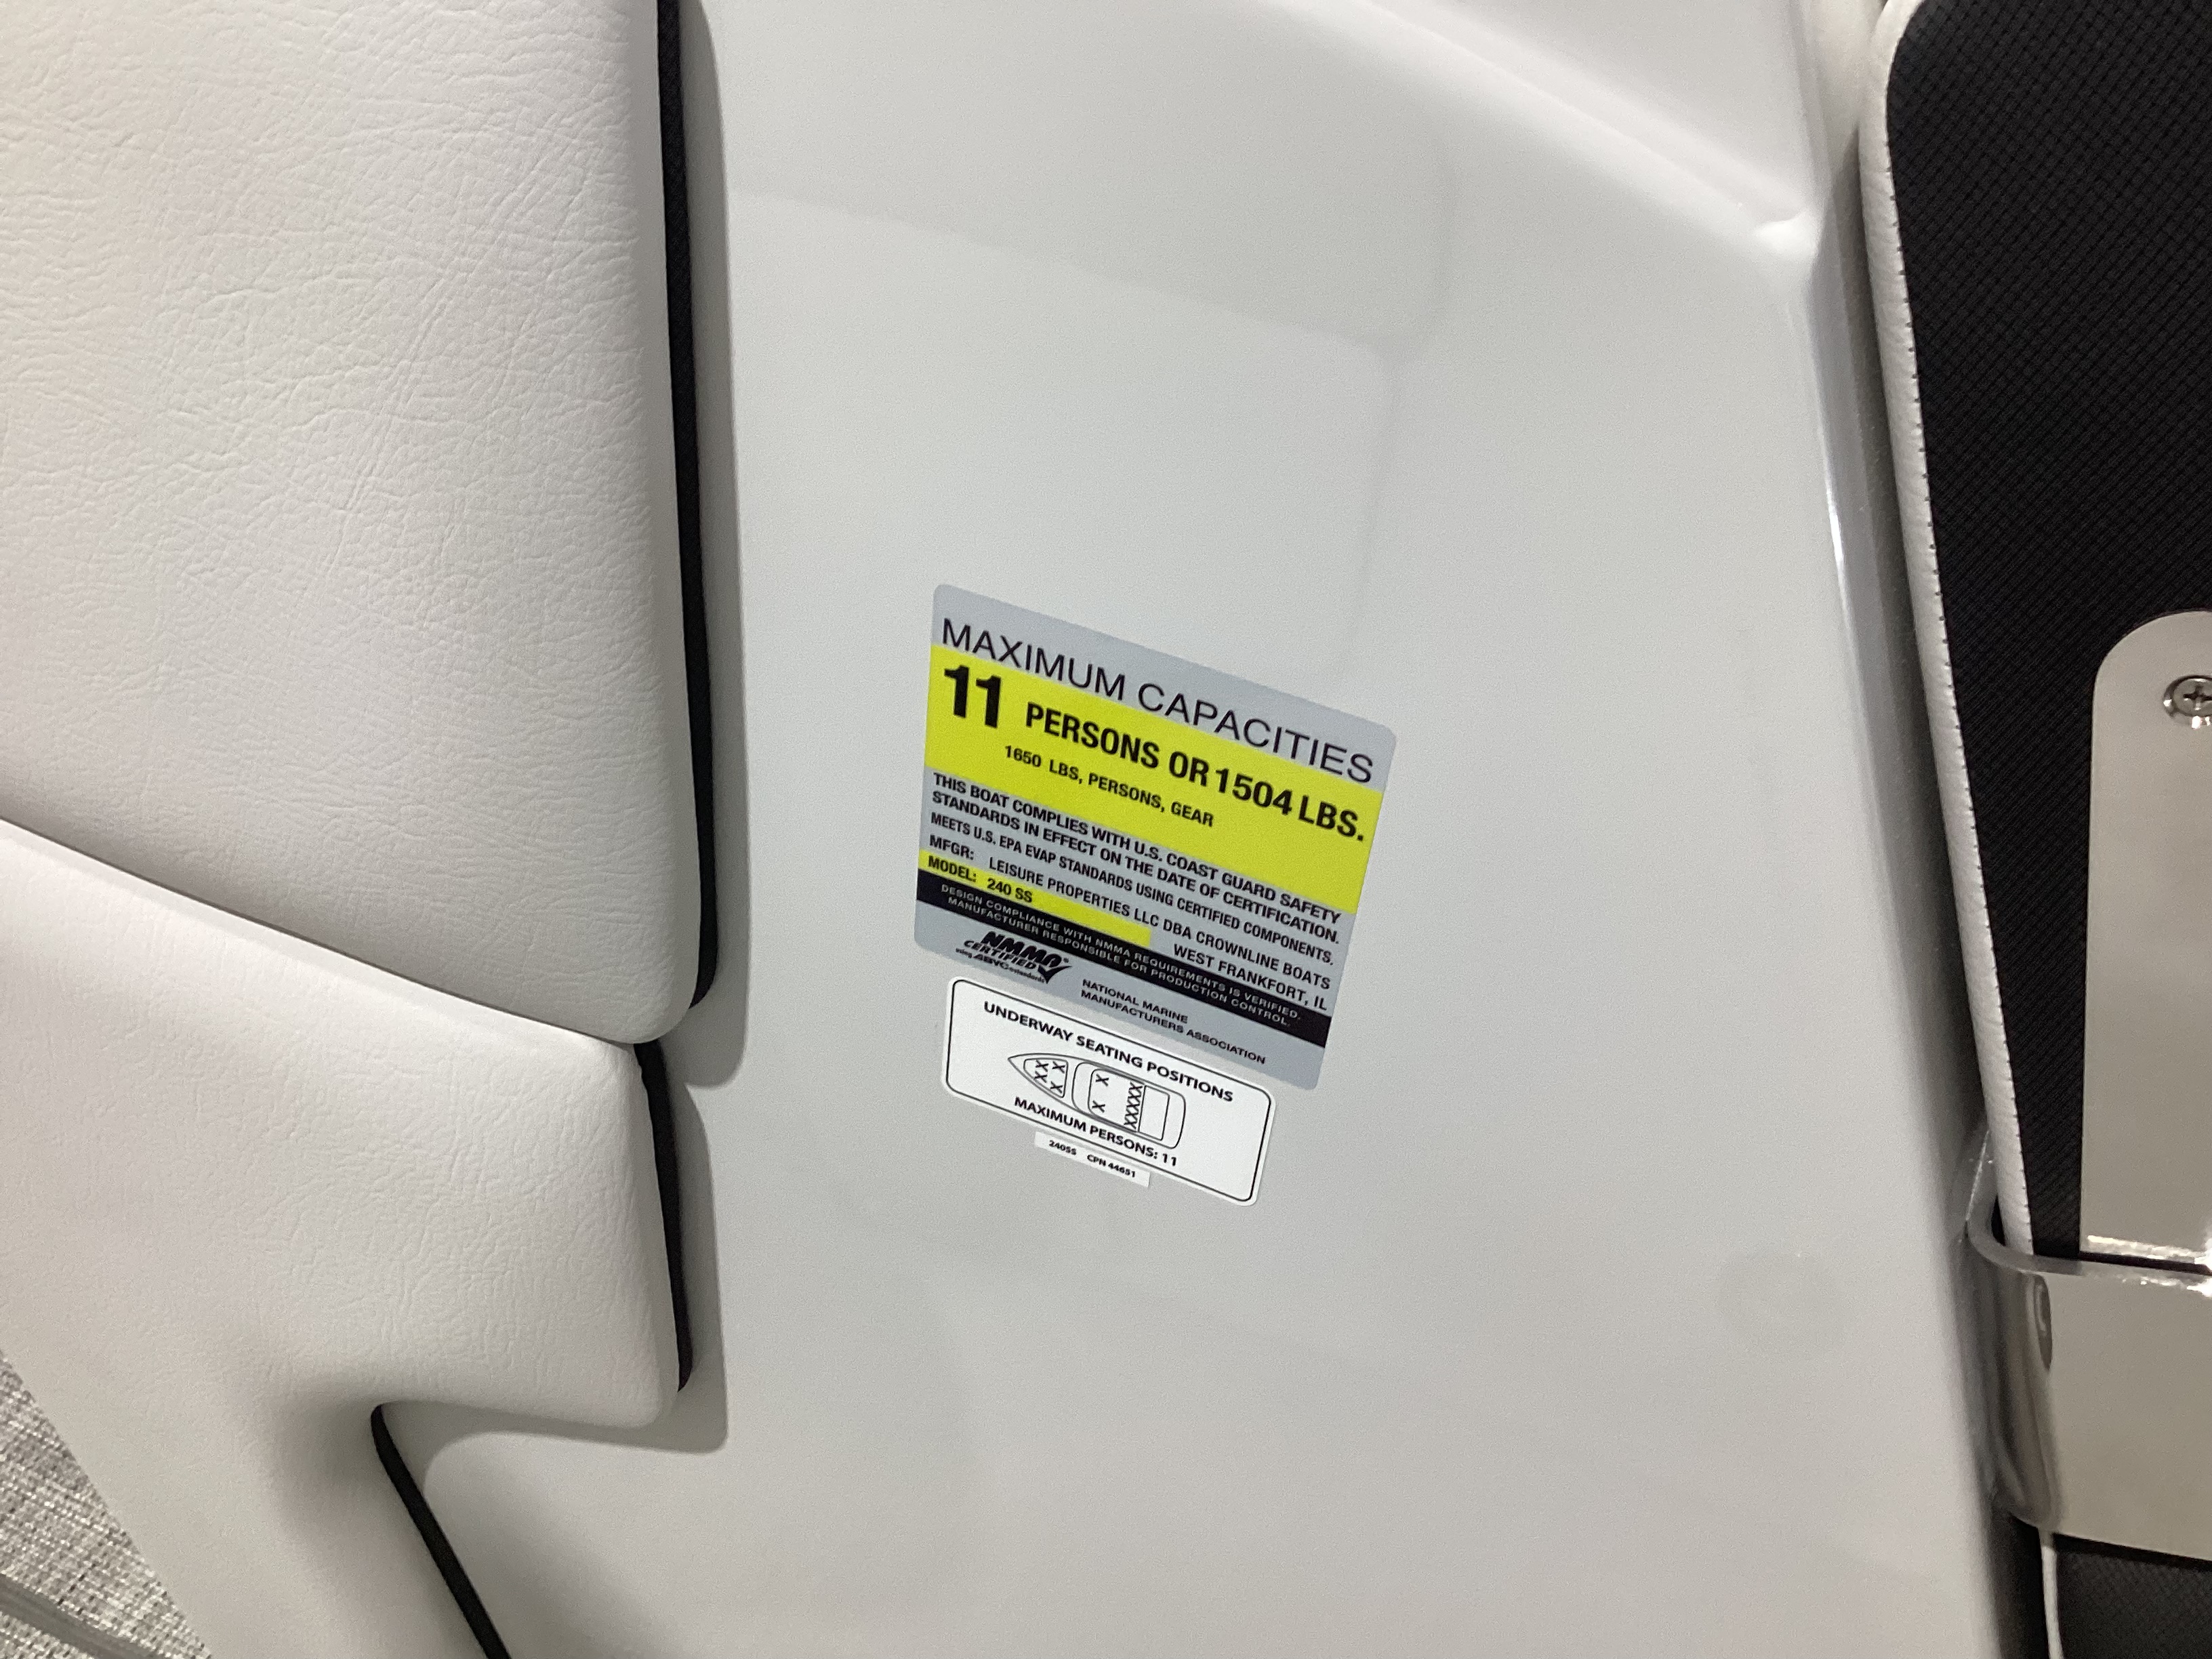 MAXIMUM CAPACITIES
11 PERSONS OR 1504 LBS.
1650 LBS, PERSONS, GEAR
THIS BOAT COMPLIES WITH U.S. COAST GUARD SAFETY
STANDARDS IN EFFECT ON THE DATE OF CERTIFICATION.
MEETS U.S. EPA EVAP STANDARDS USING CERTIFIED COMPONENTS.
MFGR: LEISURE PROPERTIES LLC DBA CROWNLINE BOATS
WEST FRANKFORT, IL
MODEL: 240 SS
DESIGN COMPLIANCE WITH NMMA REQUIREMENTS IS VERIFIED.
MANUFACTURER RESPONSIBLE FOR PRODUCTION CONTROL.
NMMA®
CERTIFIED
using ABYC standards
NATIONAL MARINE
MANUFACTURERS ASSOCIATION
UNDERWAY SEATING POSITIONS
X X X X X X X X X X X
MAXIMUM PERSONS: 11
240SS CPN 44651